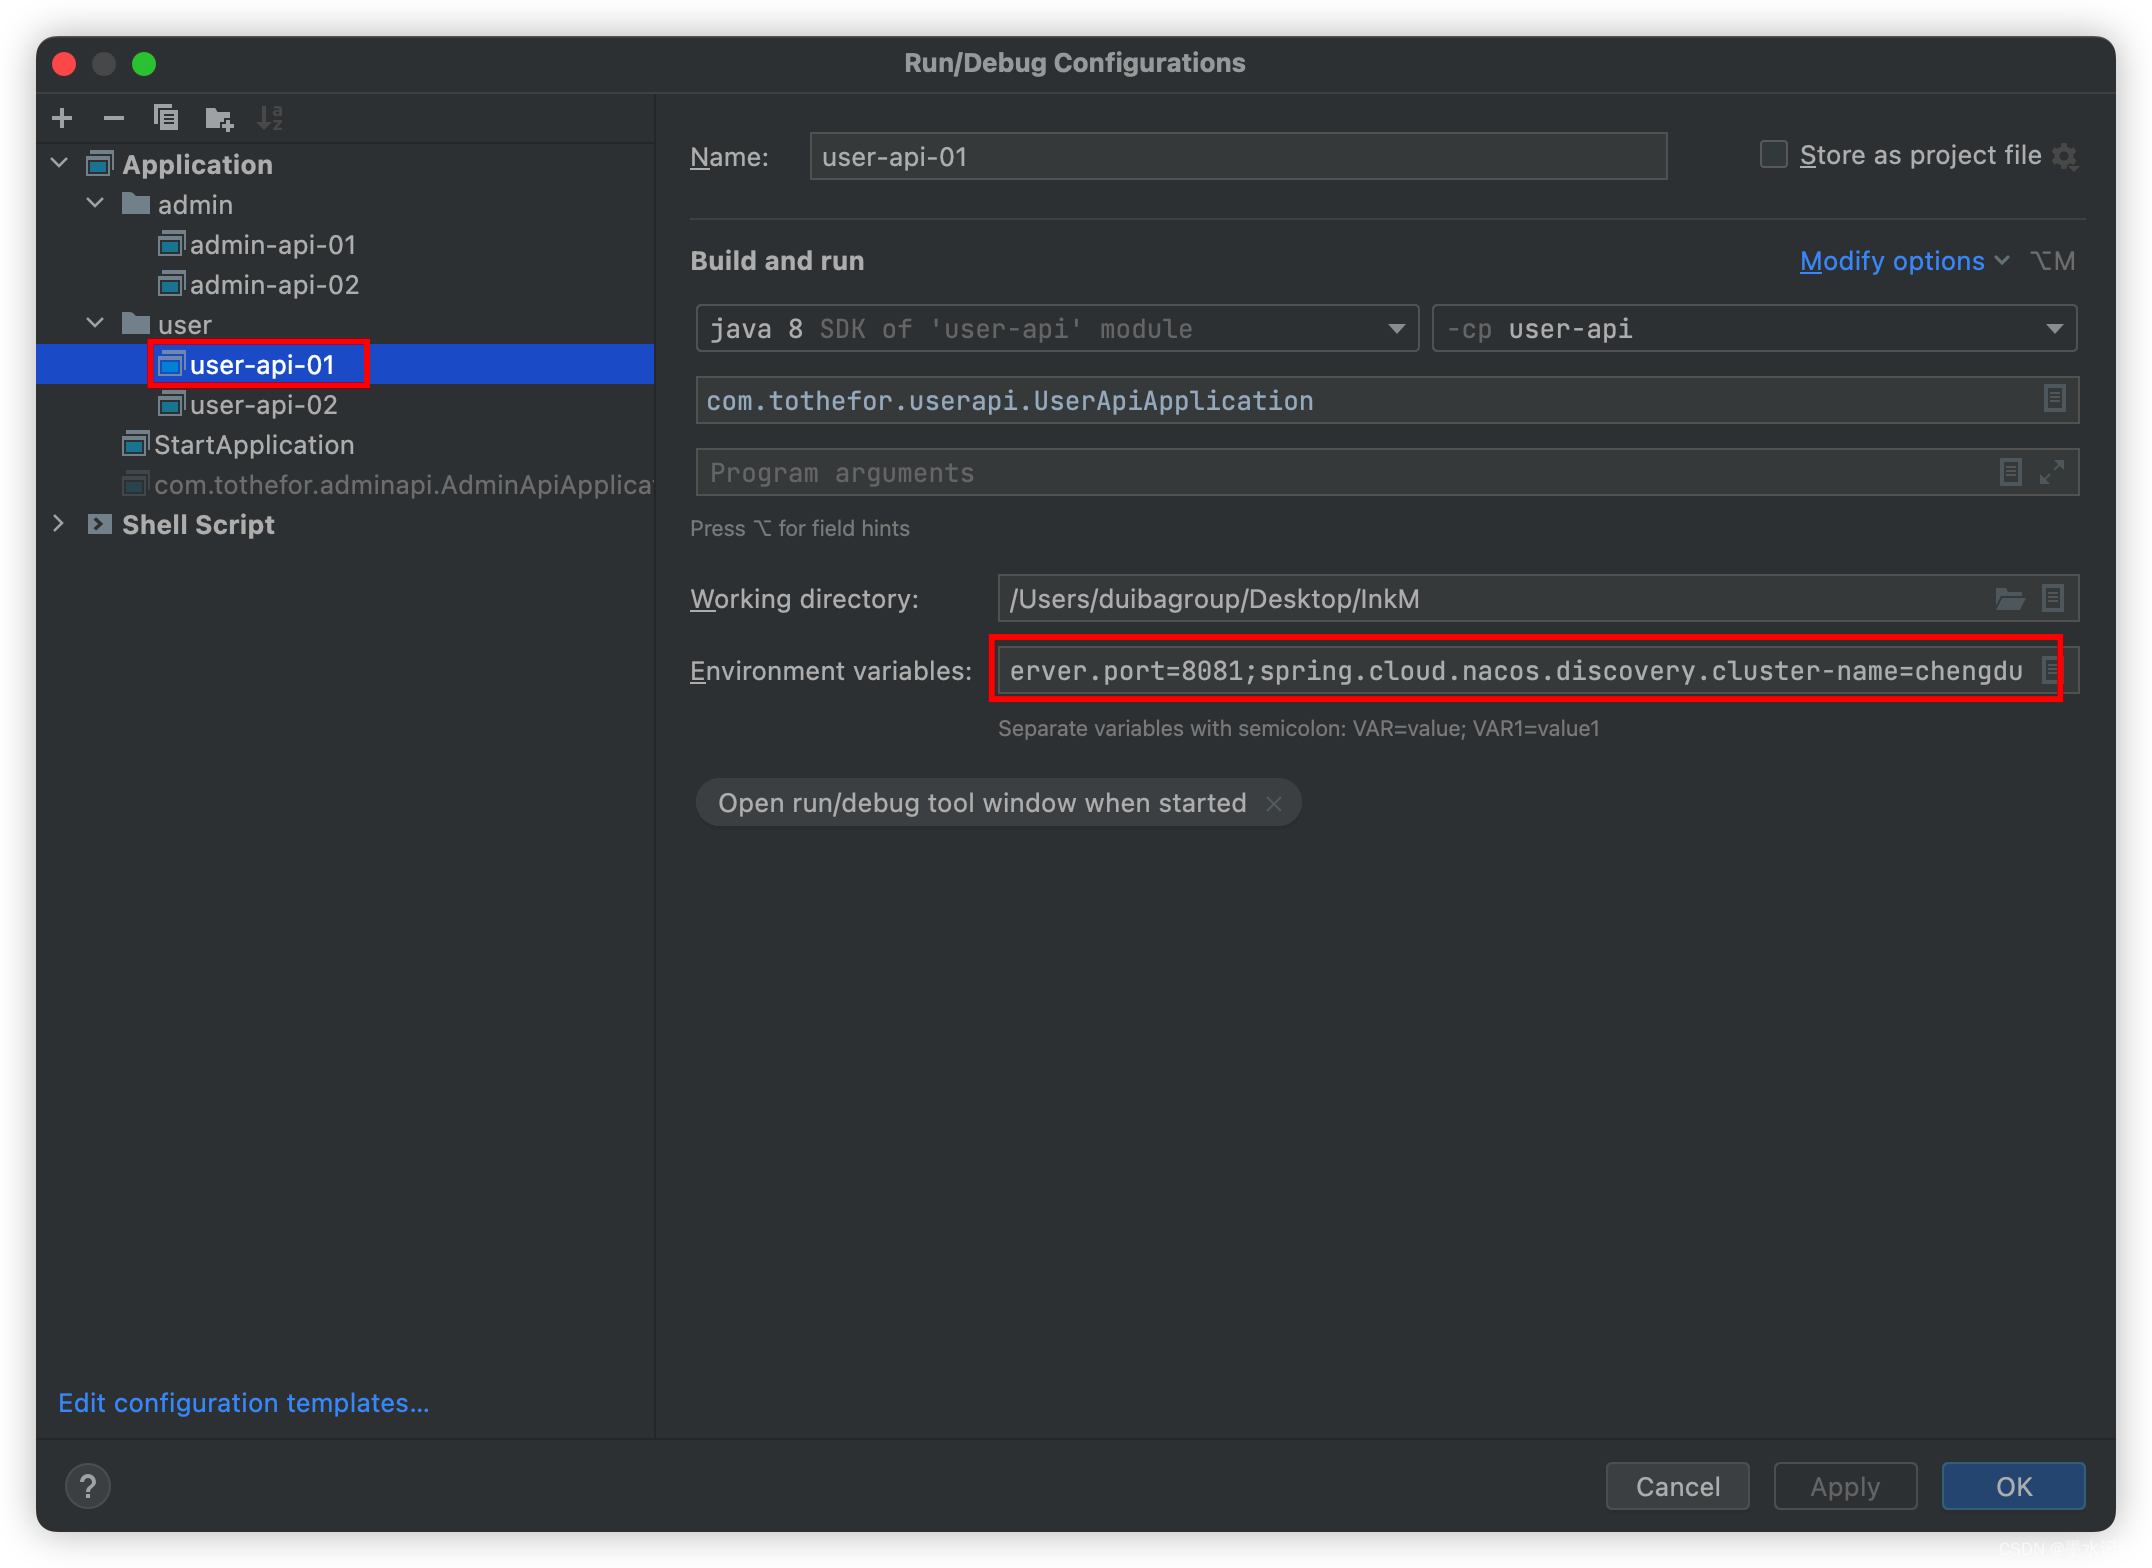 Run/Debug Configurations
Application
admin
admin-api-01
admin-api-02
user
user-api-01
user-api-02
StartApplication
com.tothefor.adminapi.AdminApiApplica
Shell Script
Edit configuration templates...
Name: user-api-01
Store as project file
Build and run
Modify options ⌥M
java 8 SDK of 'user-api' module
-cp user-api
com.tothefor.userapi.UserApiApplication
Program arguments
Press ⌥ for field hints
Working directory: /Users/duibagroup/Desktop/InkM
Environment variables: erver.port=8081;spring.cloud.nacos.discovery.cluster-name=chengdu
Separate variables with semicolon: VAR=value; VAR1=value1
Open run/debug tool window when started
?
Cancel
Apply
OK